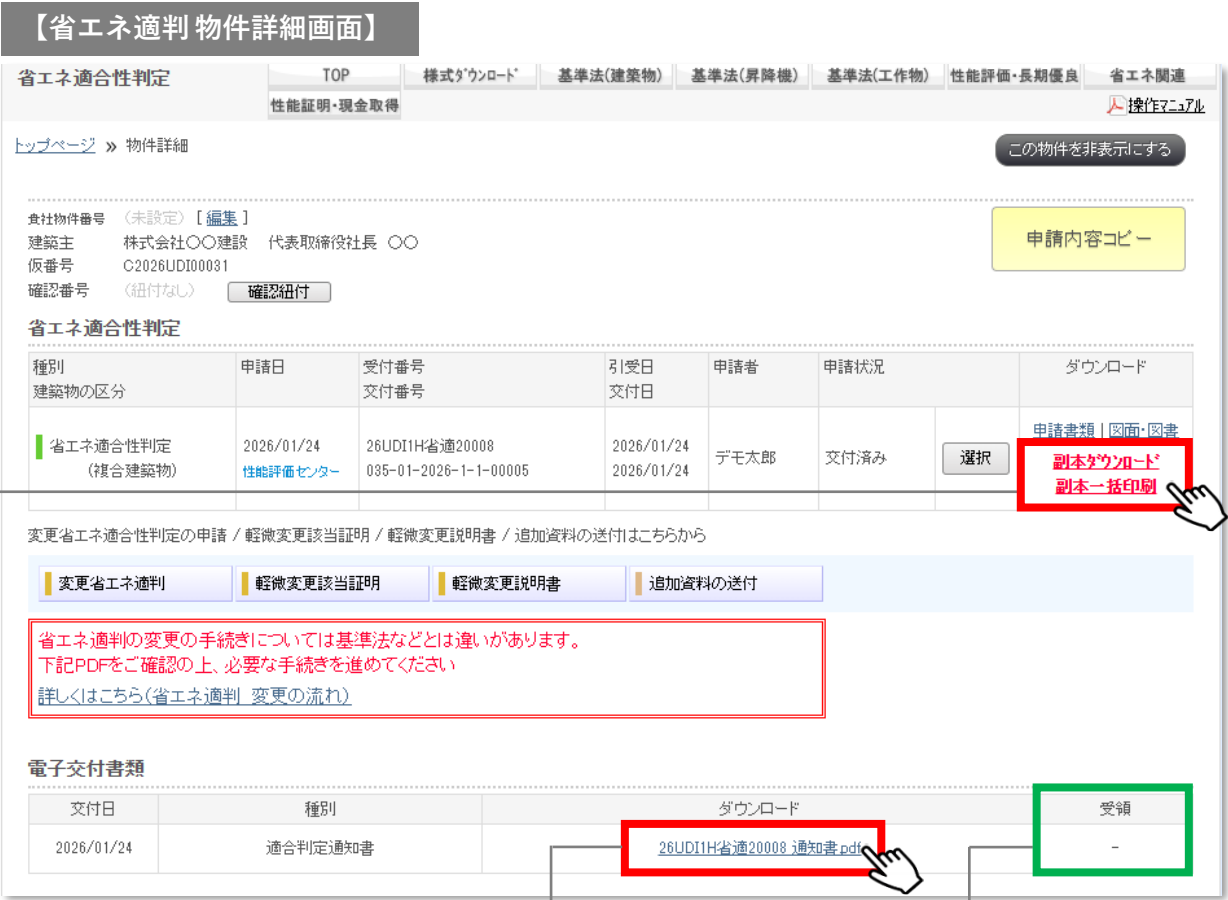 【省エネ適判 物件詳細画面】
省エネ適合性判定
TOP
様式ダウンロード
基準法(建築物)
基準法(昇降機)
基準法(工作物)
性能評価・長期優良
省エネ関連
性能証明・現金取得
操作マニュアル
トップページ » 物件詳細
この物件を非表示にする
貴社物件番号 (未設定) [ 編集 ]
建築主 株式会社〇〇建設 代表取締役社長 〇〇
仮番号 C2026UDI00031
確認番号 (紐付なし) 確認紐付
申請内容コピー
省エネ適合性判定
種別
建築物の区分
申請日
受付番号
交付番号
引受日
交付日
申請者
申請状況
ダウンロード
省エネ適合性判定
(複合建築物)
2026/01/24
性能評価センター
26UDI1H省適20008
035-01-2026-1-1-00005
2026/01/24
2026/01/24
デモ太郎
交付済み
選択
申請書類 | 図面・図書
副本ダウンロード
副本一括印刷
変更省エネ適合性判定の申請 / 軽微変更該当証明 / 軽微変更説明書 / 追加資料の送付はこちらから
変更省エネ適判
軽微変更該当証明
軽微変更説明書
追加資料の送付
省エネ適判の変更の手続きについては基準法などとは違いがあります。
下記PDFをご確認の上、必要な手続きを進めてください
詳しくはこちら(省エネ適判 変更の流れ)
電子交付書類
交付日
種別
ダウンロード
受領
2026/01/24
適合判定通知書
26UDI1H省適20008 通知書.pdf
-